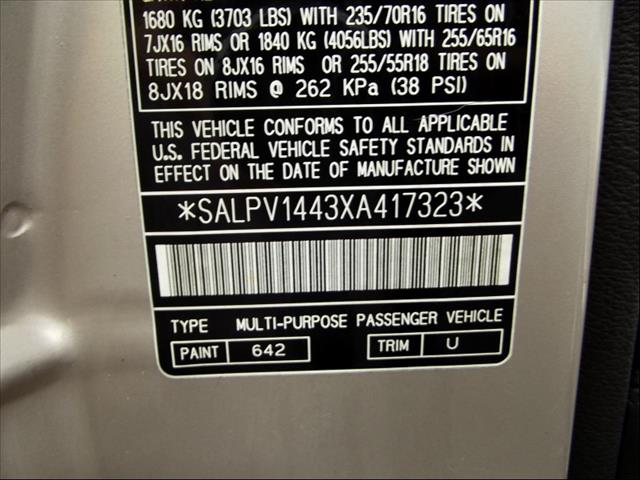 1680 KG (3703 LBS) WITH 235/70R16 TIRES ON
7JX16 RIMS OR 1840 KG (4056LBS) WITH 255/65R16
TIRES ON 8JX16 RIMS OR 255/55R18 TIRES ON
8JX18 RIMS @ 262 KPa (38 PSI)
THIS VEHICLE CONFORMS TO ALL APPLICABLE
U.S. FEDERAL VEHICLE SAFETY STANDARDS IN
EFFECT ON THE DATE OF MANUFACTURE SHOWN
*SALPV1443XA417323*
TYPE MULTI-PURPOSE PASSENGER VEHICLE
PAINT 642 TRIM U